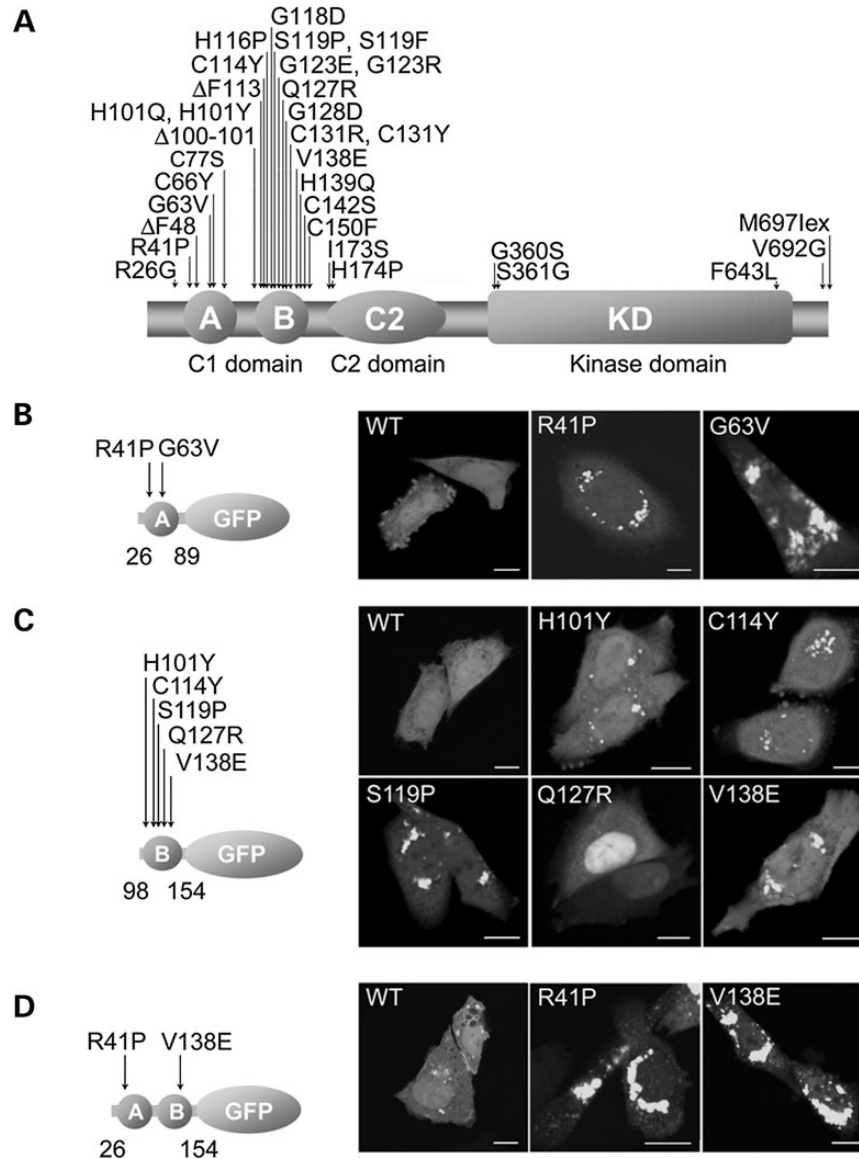 A
G118D
H116P S119P, S119F
C114Y G123E, G123R
ΔF113 Q127R
H101Q, H101Y G128D
Δ100-101 C131R, C131Y
C77S V138E
C66Y H139Q
G63V C142S
ΔF48 C150F
R41P I173S
R26G H174P
G360S
S361G
M697Iex
V692G
F643L
A B C2 KD
C1 domain C2 domain Kinase domain
B
R41P G63V
A GFP
26 89
WT R41P G63V
C
H101Y
C114Y
S119P
Q127R
V138E
B GFP
98 154
WT H101Y C114Y
S119P Q127R V138E
D
R41P V138E
A B GFP
26 154
WT R41P V138E